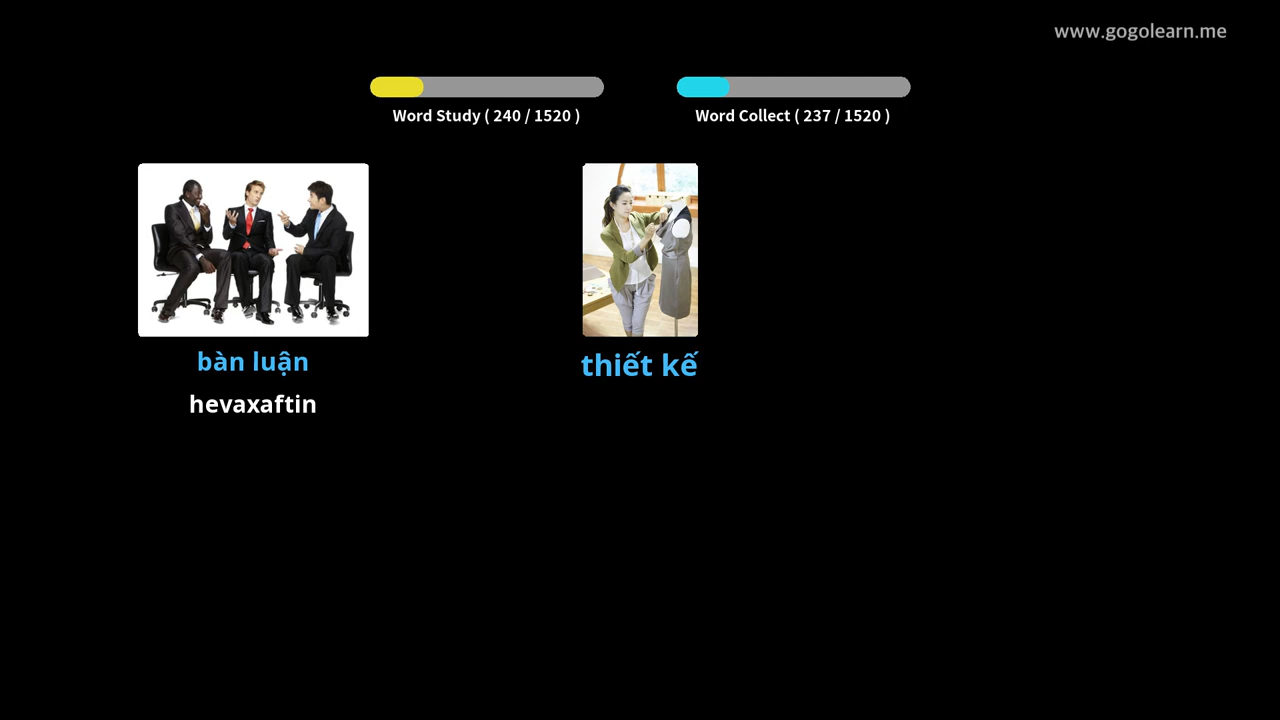 www.gogolearn.me
Word Study ( 240 / 1520 )
Word Collect ( 237 / 1520 )
bàn luận
hevaxaftin
thiết kế